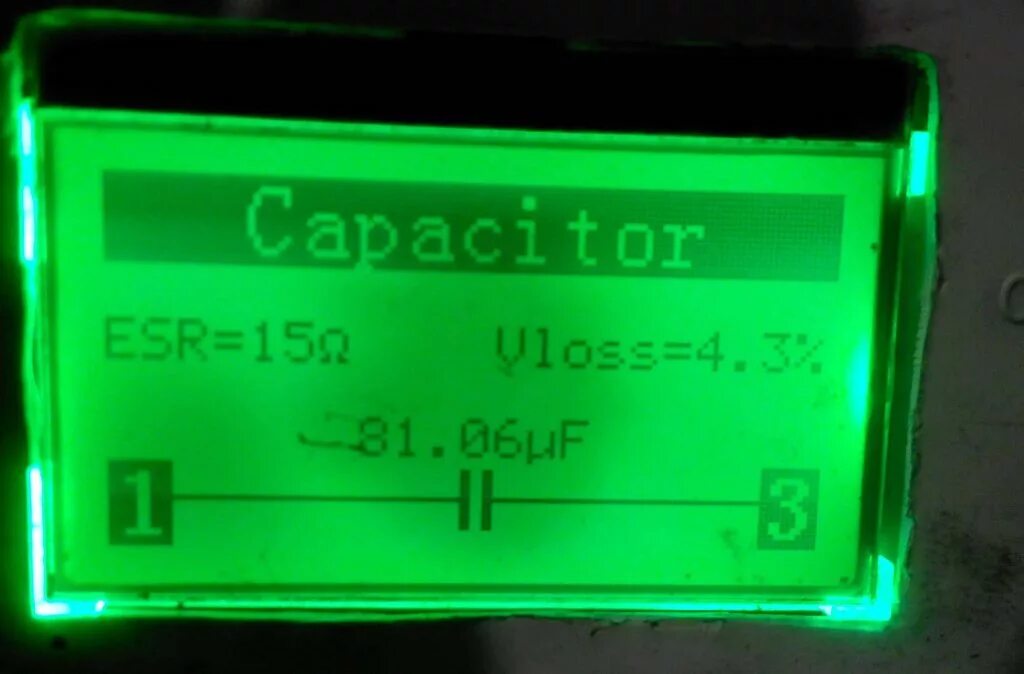 Capacitor
ESR=15Ω Vloss=4.3%
81.06µF
1 3